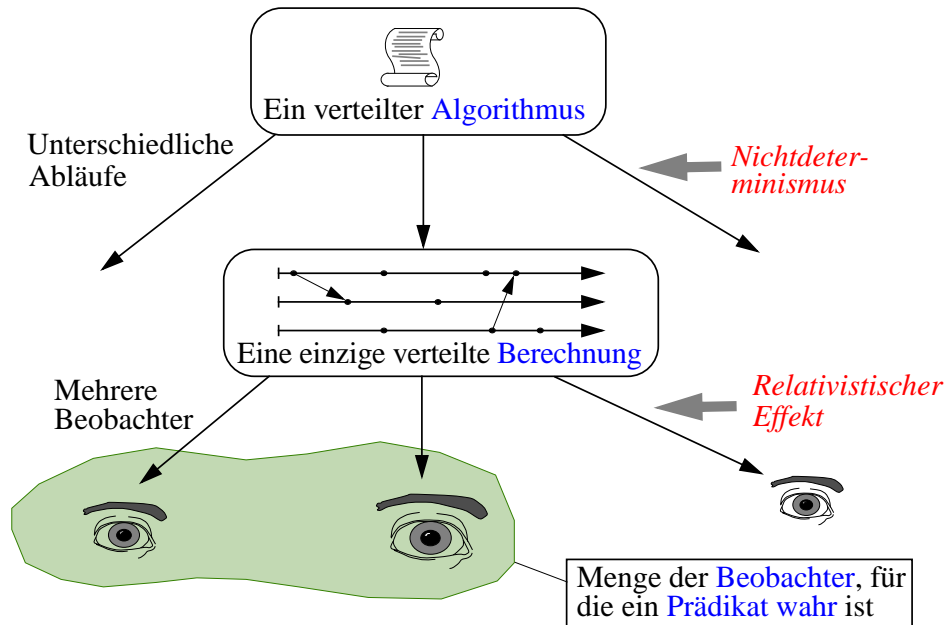 Ein verteilter Algorithmus
Unterschiedliche
Abläufe
Nichtdeter-
minismus
Eine einzige verteilte Berechnung
Mehrere
Beobachter
Relativistischer
Effekt
Menge der Beobachter, für
die ein Prädikat wahr ist